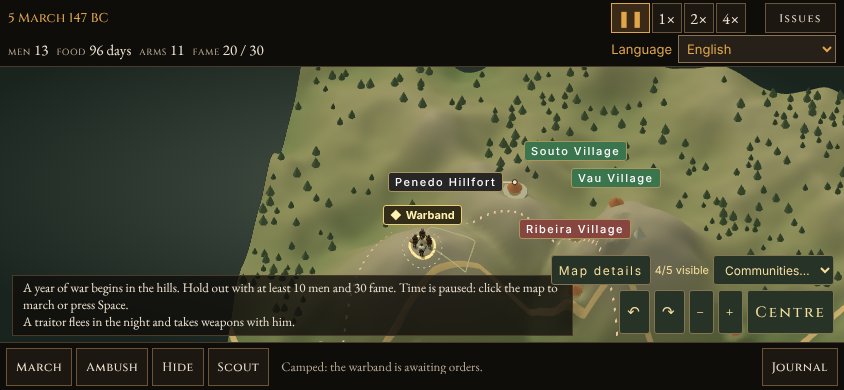 5 March 147 BC
❚❚ 1× 2× 4× Issues
MEN 13 FOOD 96 days ARMS 11 FAME 20 / 30
Language English
Souto Village
Penedo Hillfort
Vau Village
◆ Warband
Ribeira Village
Map details 4/5 visible Communities...
A year of war begins in the hills. Hold out with at least 10 men and 30 fame. Time is paused: click the map to
march or press Space.
A traitor flees in the night and takes weapons with him.
↶ ↷ − + Centre
March Ambush Hide Scout Camped: the warband is awaiting orders. Journal